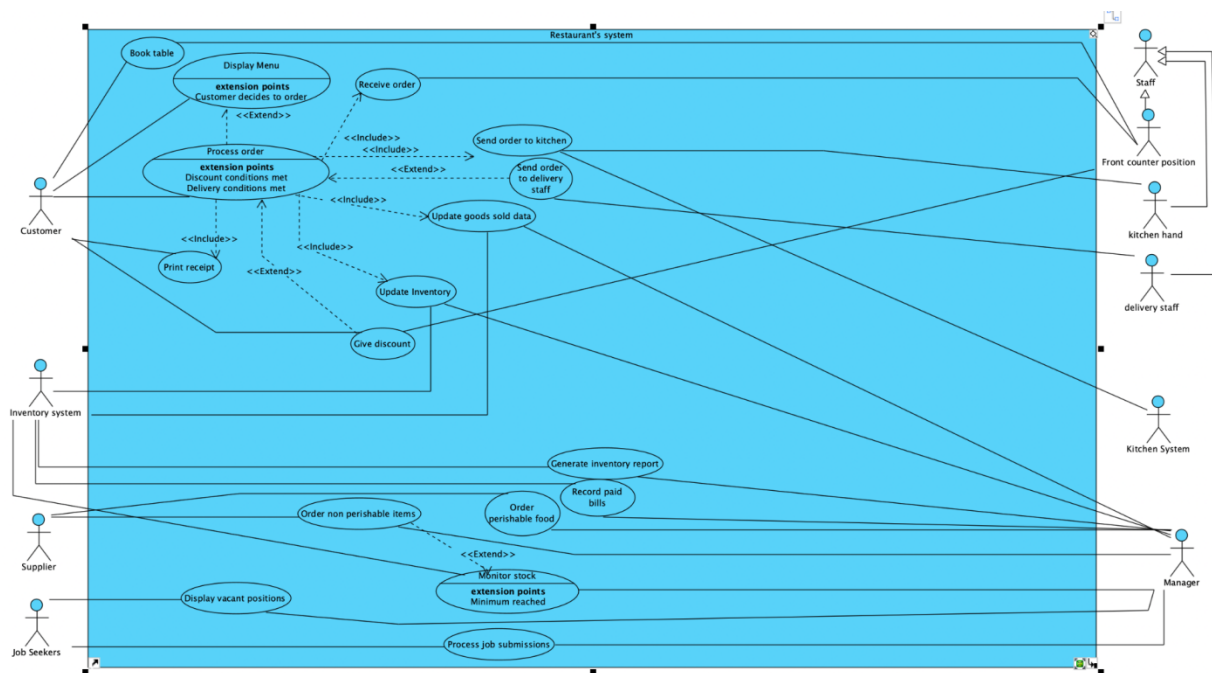 Restaurant's system
Book table
Display Menu
extension points
Customer decides to order
<<Extend>>
Receive order
Staff
Process order
extension points
Discount conditions met
Delivery conditions met
<<Include>>
<<Include>>
Send order to kitchen
<<Extend>>
Send order
to delivery
staff
Front counter position
Customer
<<Include>>
Update goods sold data
kitchen hand
<<Include>>
<<Include>>
Print receipt
<<Extend>>
Update Inventory
delivery staff
Give discount
Inventory system
Kitchen System
Generate inventory report
Record paid
bills
Order non perishable items
Order
perishable food
<<Extend>>
Supplier
Monitor stock
extension points
Minimum reached
Manager
Display vacant positions
Process job submissions
Job Seekers